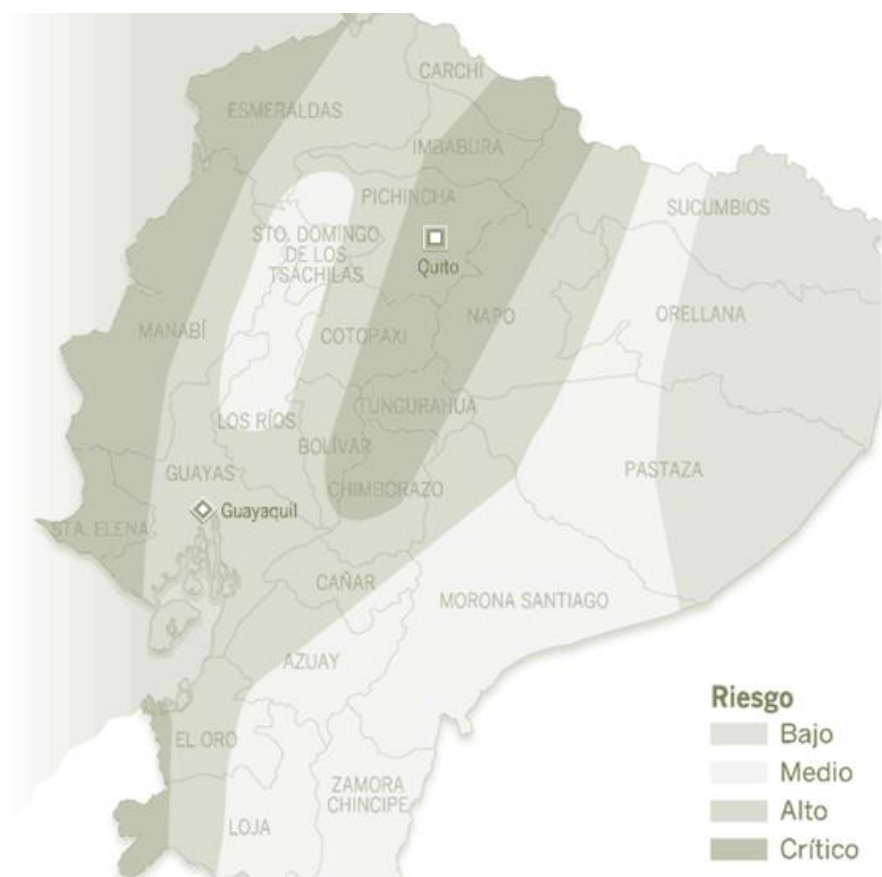 CARCHI
ESMERALDAS
IMBABURA
PICHINCHA
SUCUMBIOS
STO. DOMINGO
DE LOS
TSÁCHILAS
Quito
ORELLANA
NAPO
MANABÍ
COTOPAXI
TUNGURAHUA
LOS RÍOS
BOLÍVAR
PASTAZA
GUAYAS
CHIMBORAZO
Guayaquil
STA. ELENA
CAÑAR
MORONA SANTIAGO
AZUAY
EL ORO
ZAMORA
CHINCIPE
LOJA
Riesgo
Bajo
Medio
Alto
Crítico